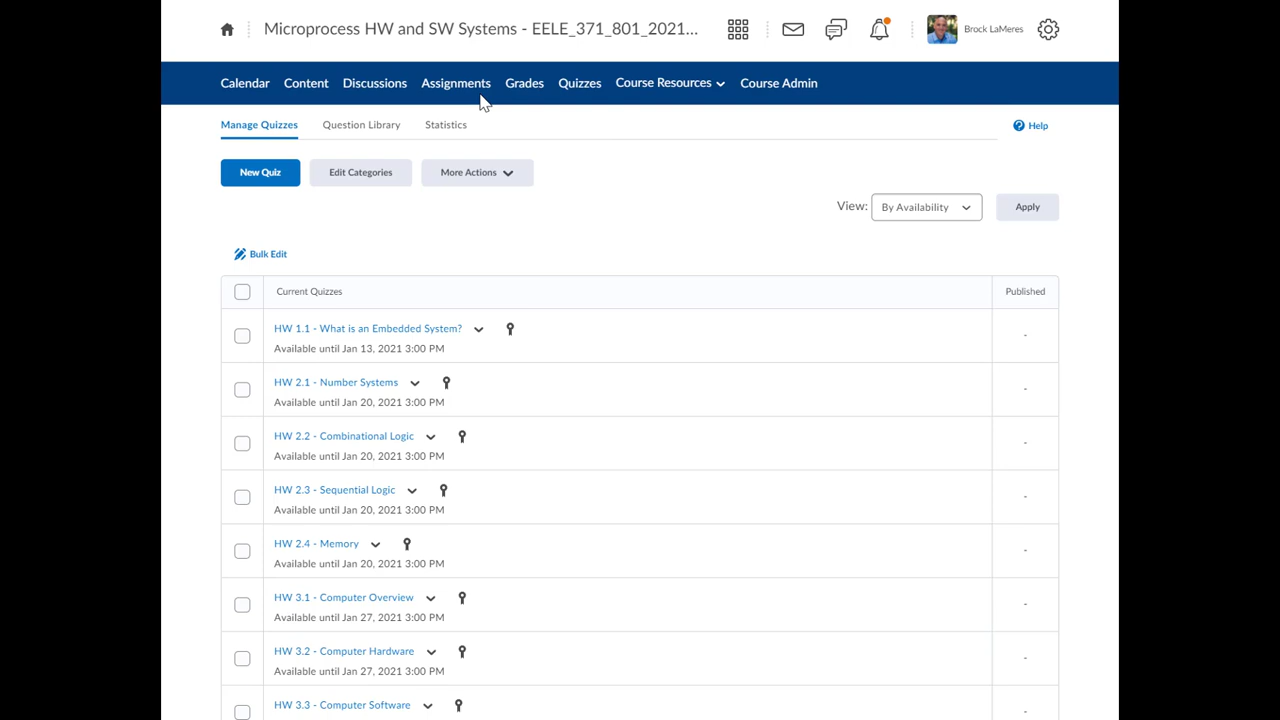 Microprocess HW and SW Systems - EELE_371_801_2021...
Brock LaMeres
Calendar Content Discussions Assignments Grades Quizzes Course Resources Course Admin
Manage Quizzes Question Library Statistics
Help
New Quiz Edit Categories More Actions
View: By Availability Apply
Bulk Edit
Current Quizzes Published
HW 1.1 - What is an Embedded System?
Available until Jan 13, 2021 3:00 PM
-
HW 2.1 - Number Systems
Available until Jan 20, 2021 3:00 PM
-
HW 2.2 - Combinational Logic
Available until Jan 20, 2021 3:00 PM
-
HW 2.3 - Sequential Logic
Available until Jan 20, 2021 3:00 PM
-
HW 2.4 - Memory
Available until Jan 20, 2021 3:00 PM
-
HW 3.1 - Computer Overview
Available until Jan 27, 2021 3:00 PM
-
HW 3.2 - Computer Hardware
Available until Jan 27, 2021 3:00 PM
-
HW 3.3 - Computer Software
-